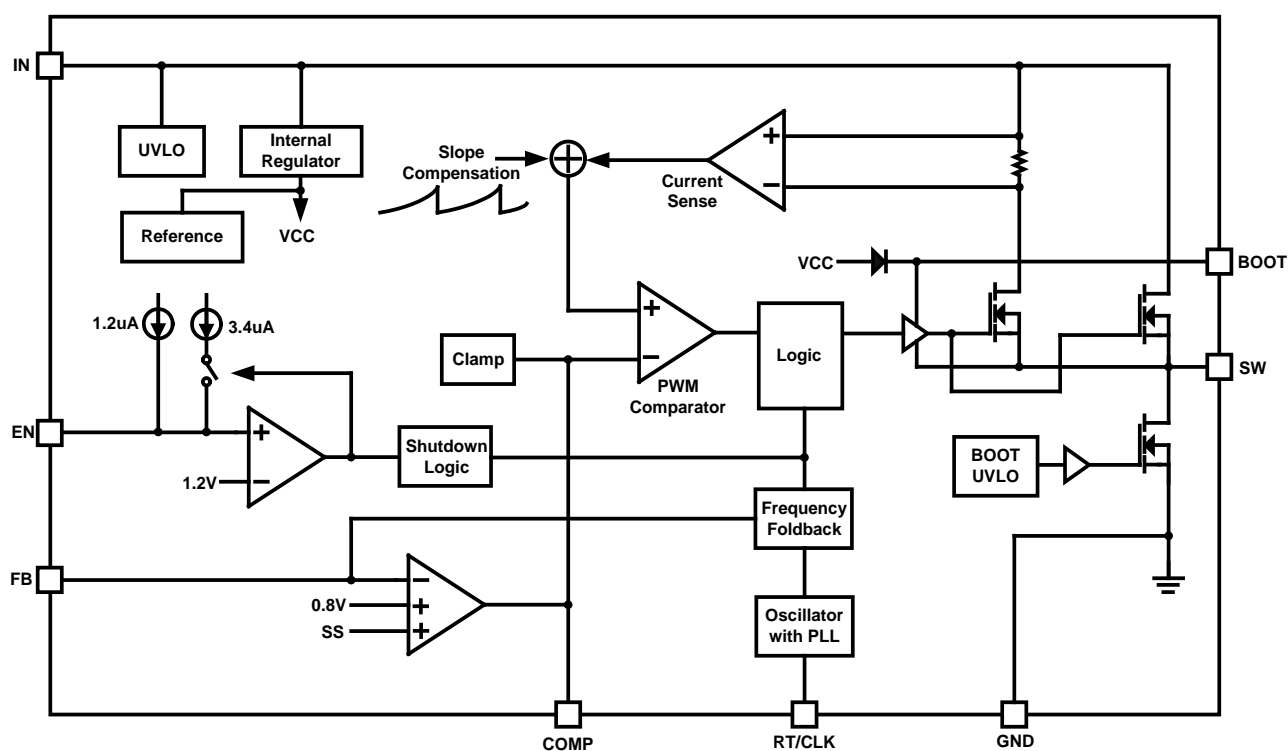 IN
UVLO
Internal
Regulator
Reference
VCC
Slope
Compensation
+
+
−
Current
Sense
VCC
BOOT
1.2uA
3.4uA
Clamp
+
−
PWM
Comparator
Logic
SW
EN
+
1.2V
−
Shutdown
Logic
BOOT
UVLO
Frequency
Foldback
FB
−
0.8V
+
SS
+
Oscillator
with PLL
COMP
RT/CLK
GND